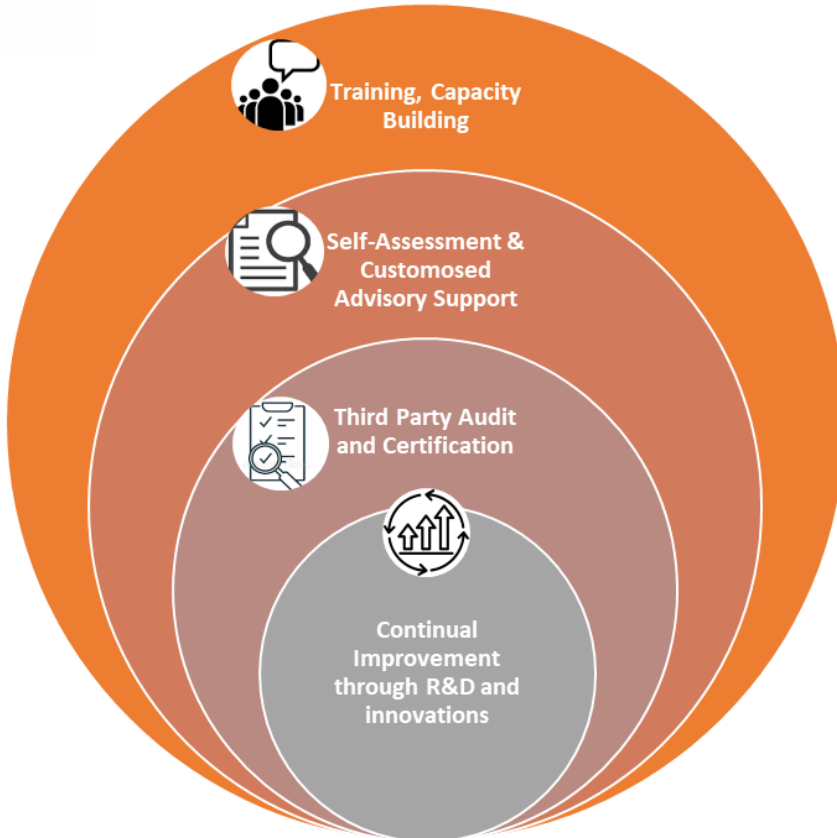 Training, Capacity
Building
Self-Assessment &
Customosed
Advisory Support
Third Party Audit
and Certification
Continual
Improvement
through R&D and
innovations